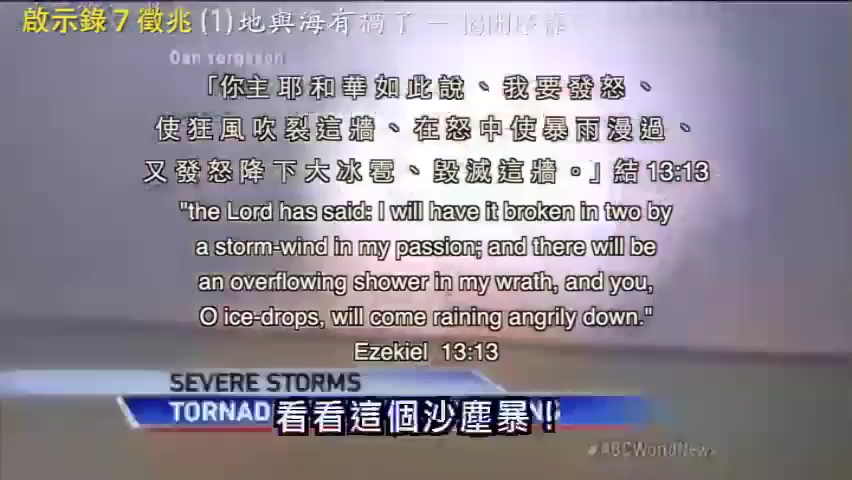 啟示錄7徵兆(1)地與海有禍了 —
Dan Yorgason
「你主耶和華如此說、我要發怒、
使狂風吹裂這牆、在怒中使暴雨漫過、
又發怒降下大冰雹、毀滅這牆。」結 13:13
"the Lord has said: I will have it broken in two by
a storm-wind in my passion; and there will be
an overflowing shower in my wrath, and you,
O ice-drops, will come raining angrily down."
Ezekiel 13:13
SEVERE STORMS
TORNAD
看看這個沙塵暴！
#ABCWorldNews